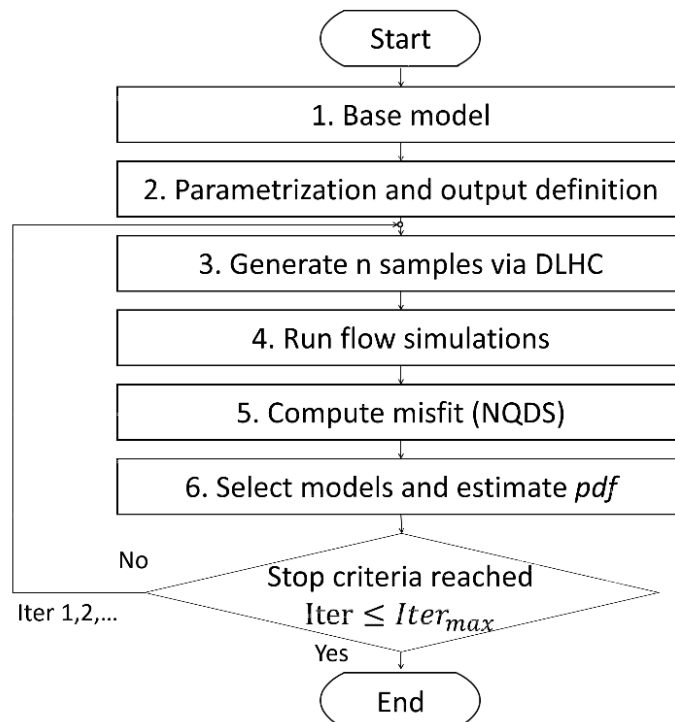 Start
1. Base model
2. Parametrization and output definition
3. Generate n samples via DLHC
4. Run flow simulations
5. Compute misfit (NQDS)
6. Select models and estimate pdf
No
Stop criteria reached
Iter ≤ Iter_max
Iter 1,2,...
Yes
End